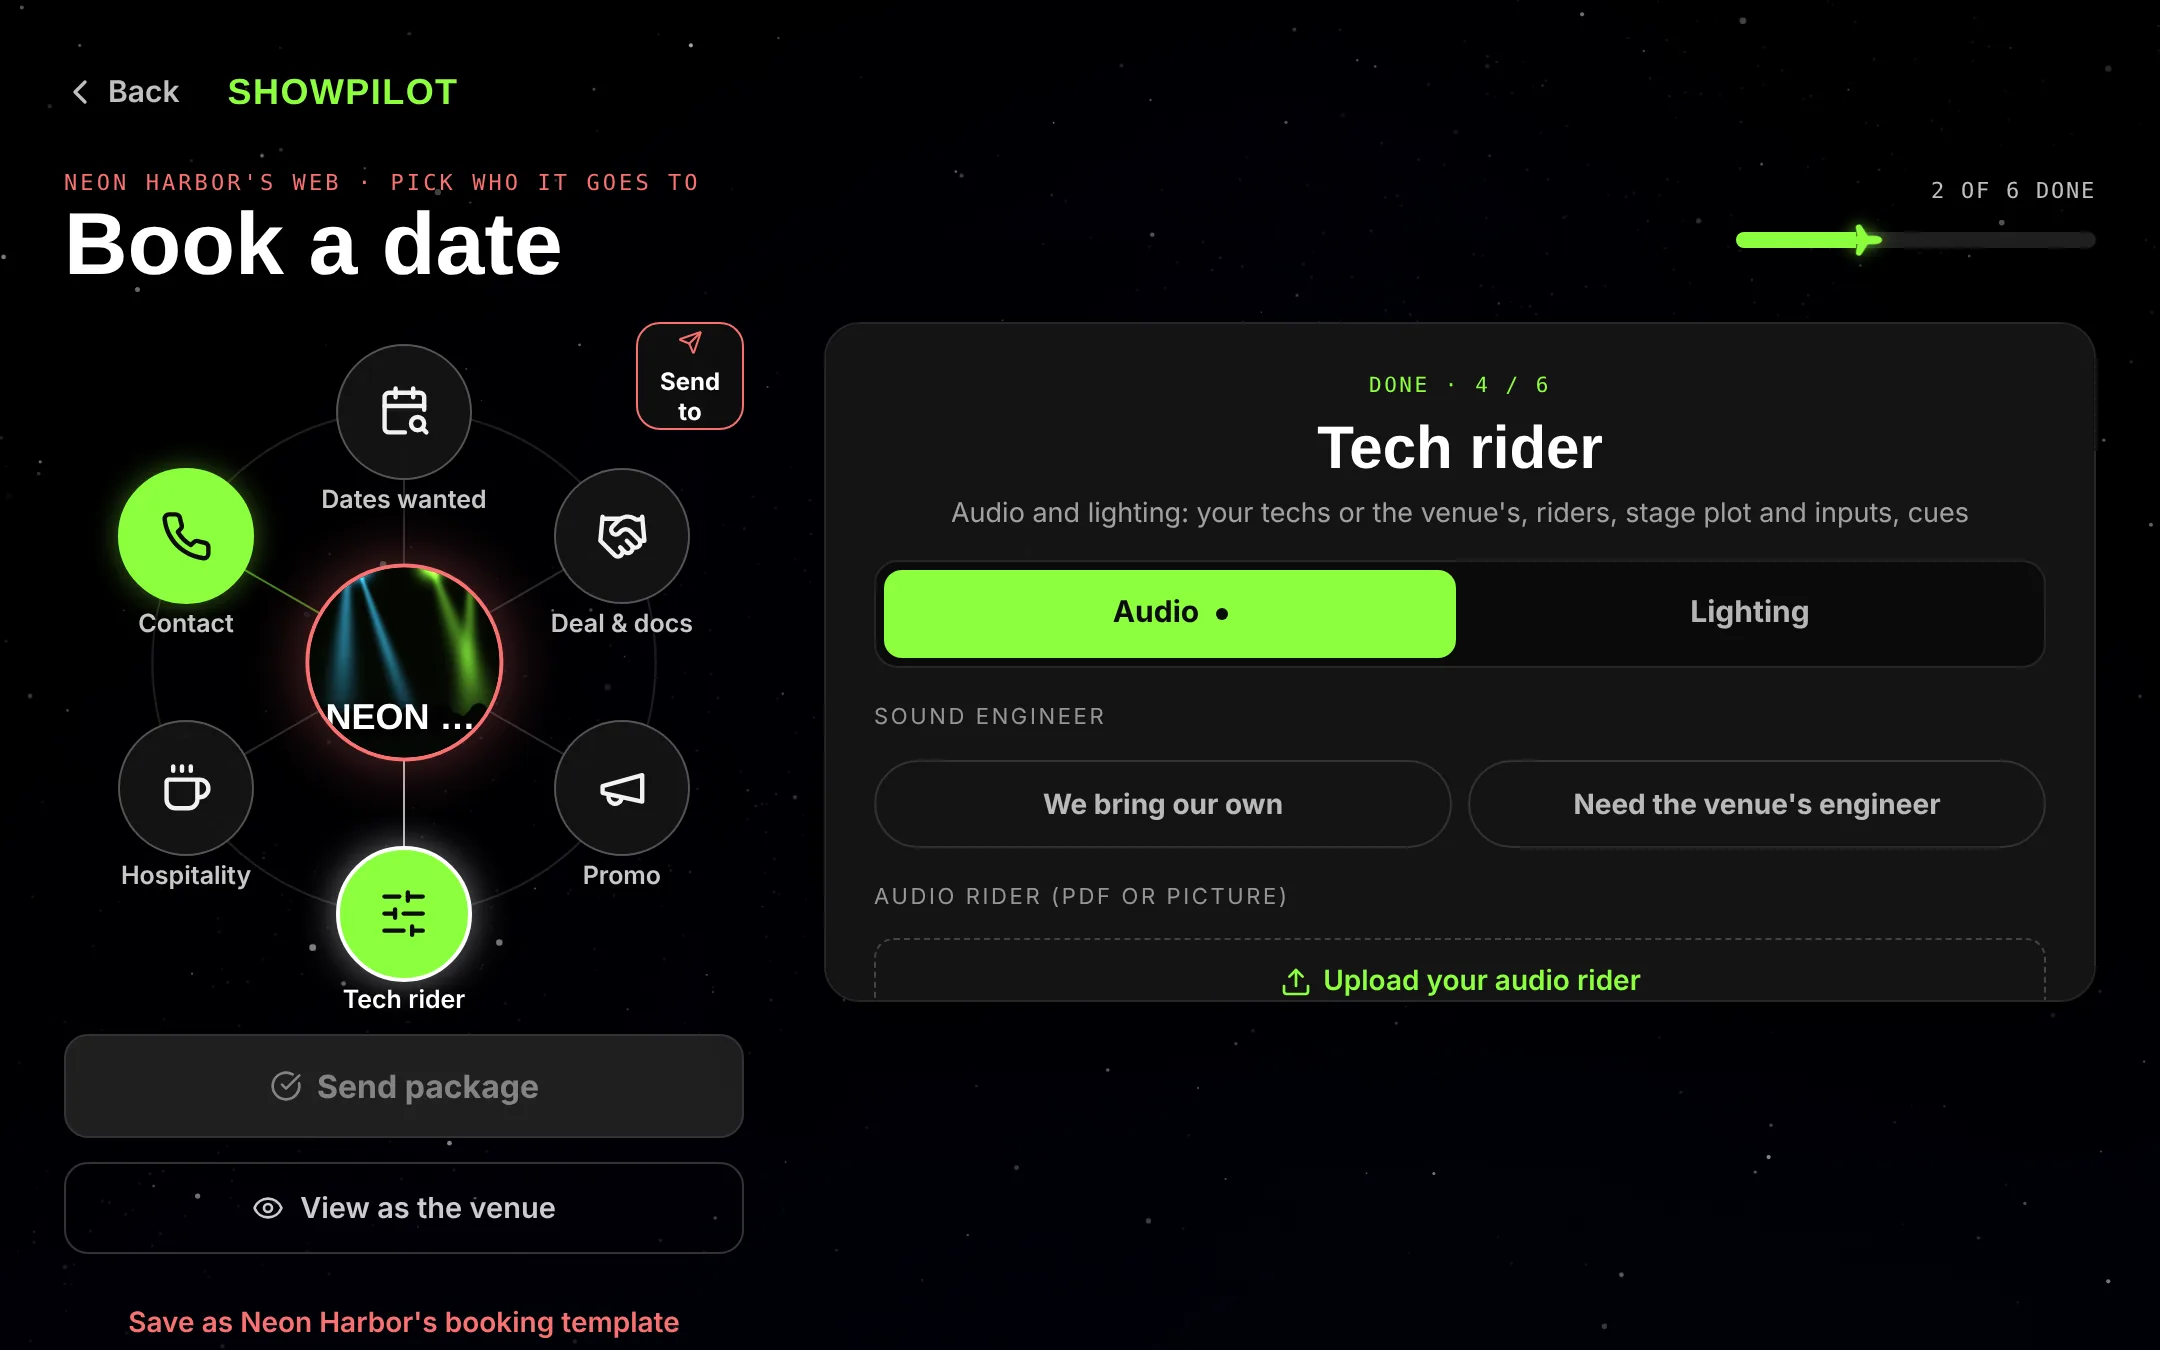 Back
SHOWPILOT
NEON HARBOR'S WEB · PICK WHO IT GOES TO
Book a date
2 OF 6 DONE
Send
to
Dates wanted
Contact
Deal & docs
NEON ...
Hospitality
Promo
Tech rider
Send package
View as the venue
Save as Neon Harbor's booking template
DONE · 4 / 6
Tech rider
Audio and lighting: your techs or the venue's, riders, stage plot and inputs, cues
Audio
Lighting
SOUND ENGINEER
We bring our own
Need the venue's engineer
AUDIO RIDER (PDF OR PICTURE)
Upload your audio rider